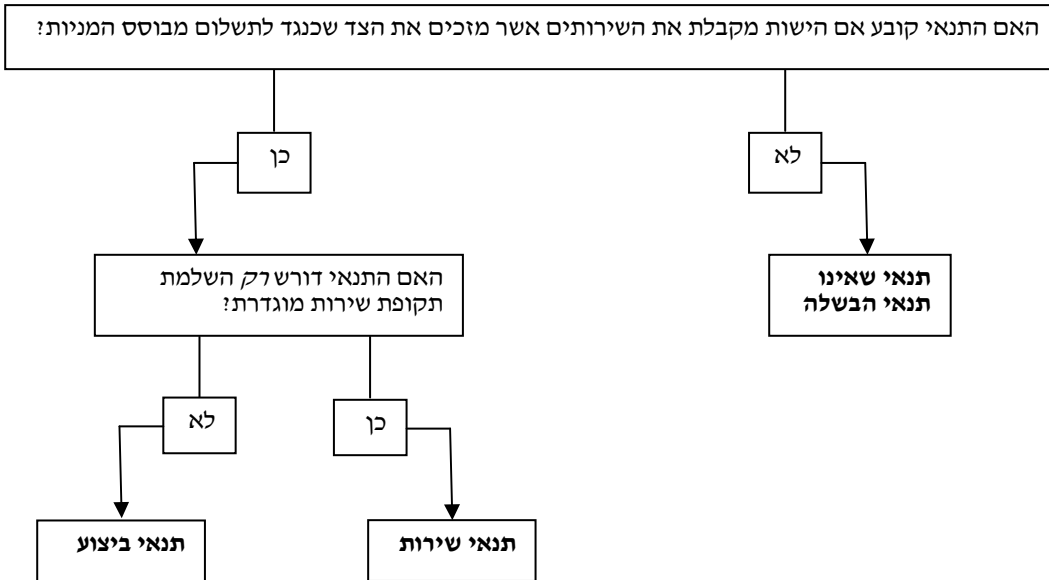 האם התנאי קובע אם הישות מקבלת את השירותים אשר מזכים את הצד שכנגד לתשלום מבוסס המניות?
כן
לא
האם התנאי דורש רק השלמת
תקופת שירות מוגדרת?
תנאי שאינו
תנאי הבשלה
לא
כן
תנאי ביצוע
תנאי שירות